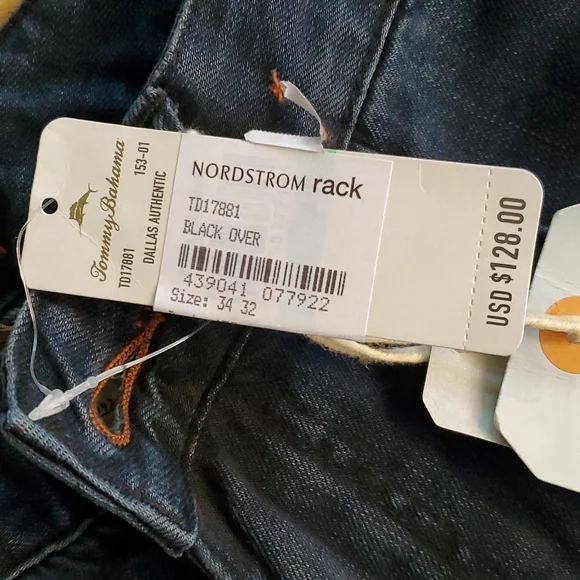 Tommy Bahama
TD17881
DALLAS AUTHENTIC
153-01
NORDSTROM rack
TD17881
BLACK OVER
439041 077922
Size: 34 32
USD $128.00